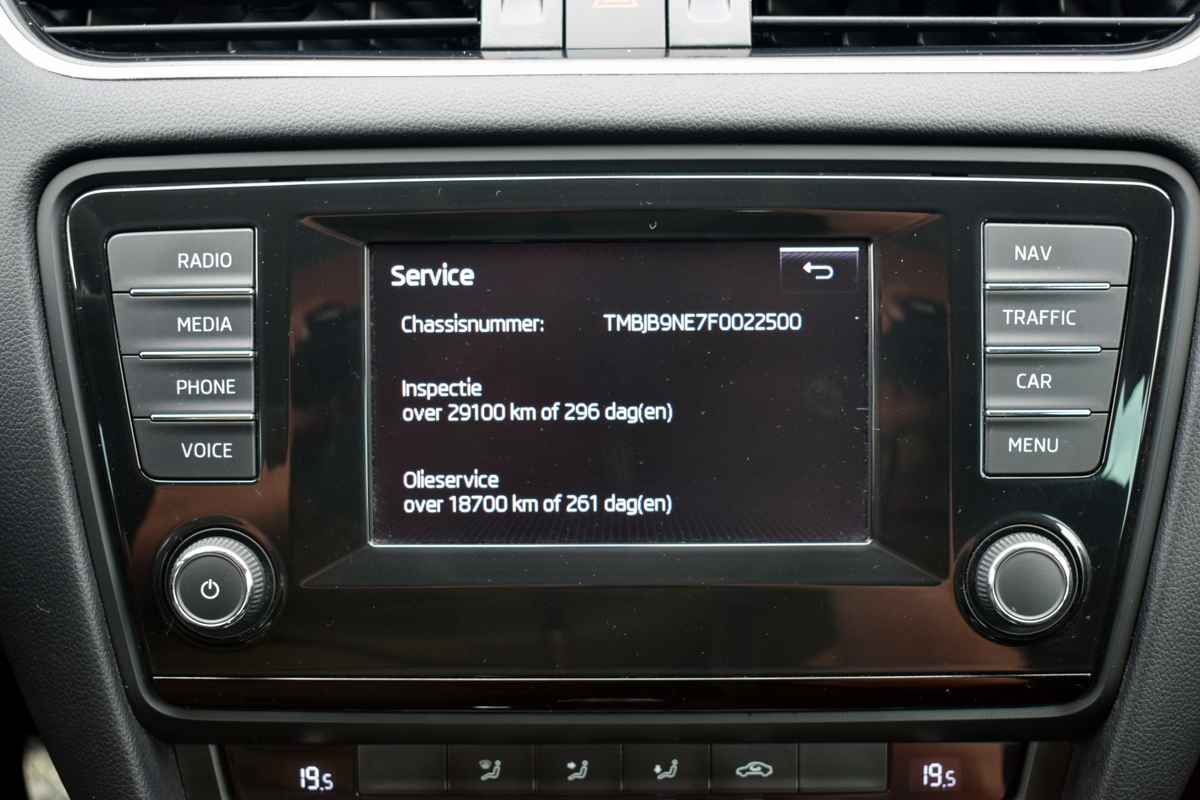 RADIO
MEDIA
PHONE
VOICE
Service
Chassisnummer: TMBJB9NE7F0022500
Inspectie
over 29100 km of 296 dag(en)
Olieservice
over 18700 km of 261 dag(en)
NAV
TRAFFIC
CAR
MENU
19.5
19.5